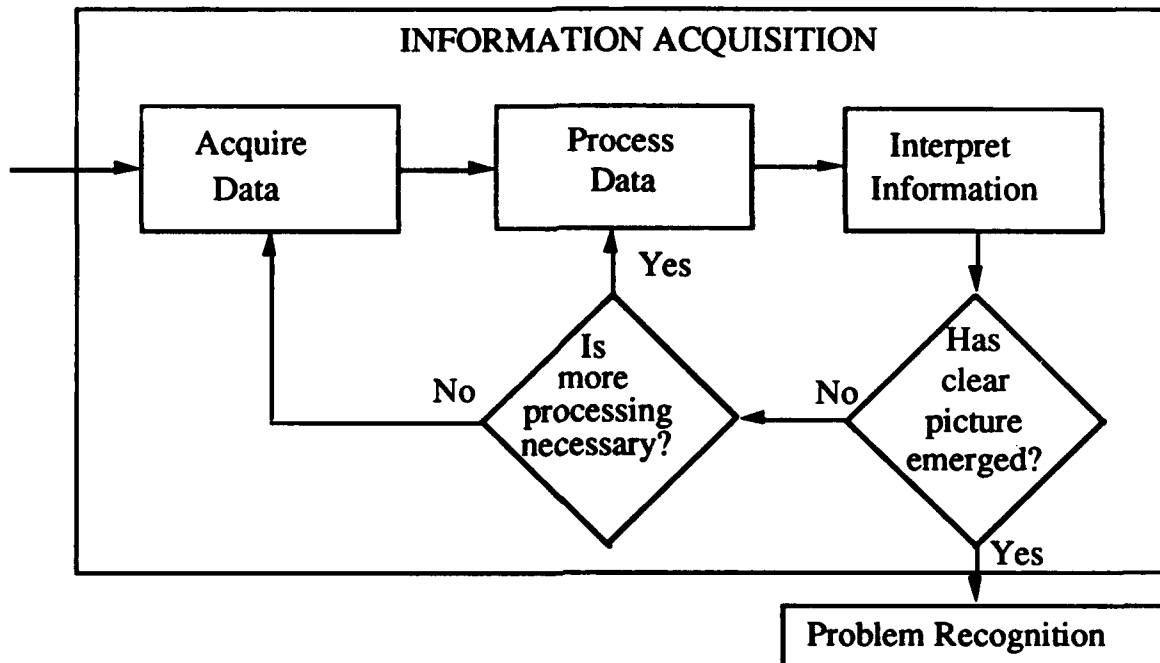 INFORMATION ACQUISITION
Acquire
Data
Process
Data
Interpret
Information
Yes
Is
more
processing
necessary?
No
Has
clear
picture
emerged?
No
Yes
Problem Recognition